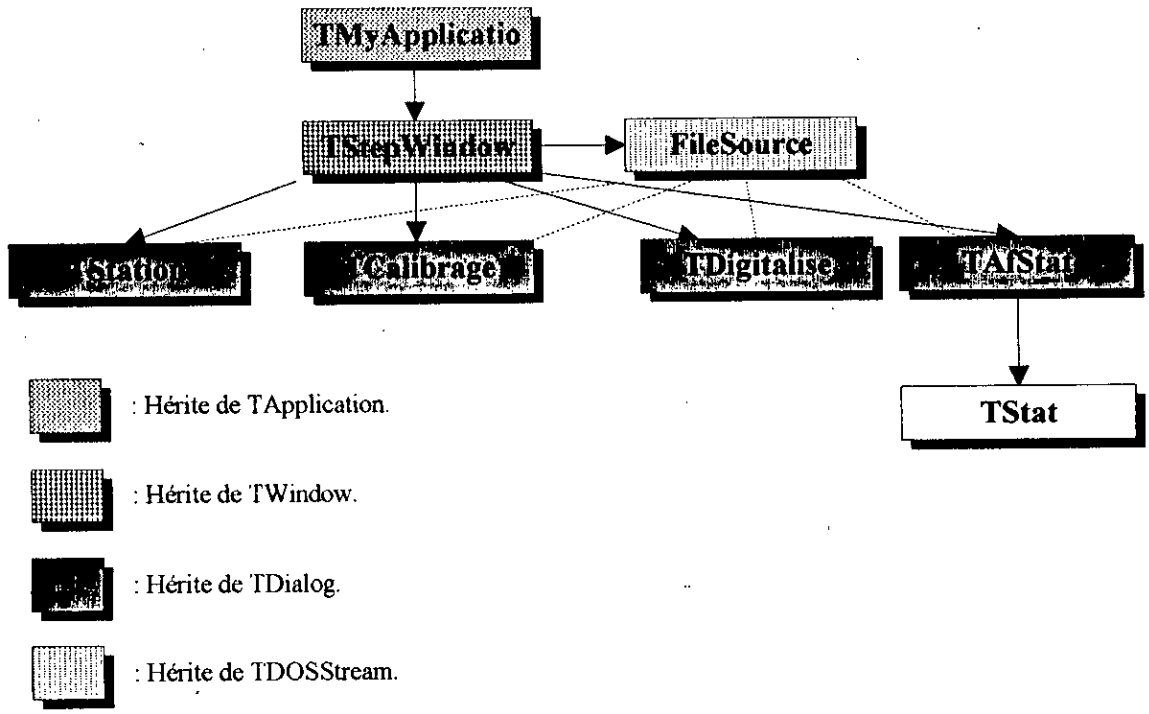 TMyApplicatio
TStepWindow
FileSource
TStation
TCalibrage
TDigitalise
TAfStat
TStat
: Hérite de TApplication.
: Hérite de TWindow.
: Hérite de TDialog.
: Hérite de TDOSStream.